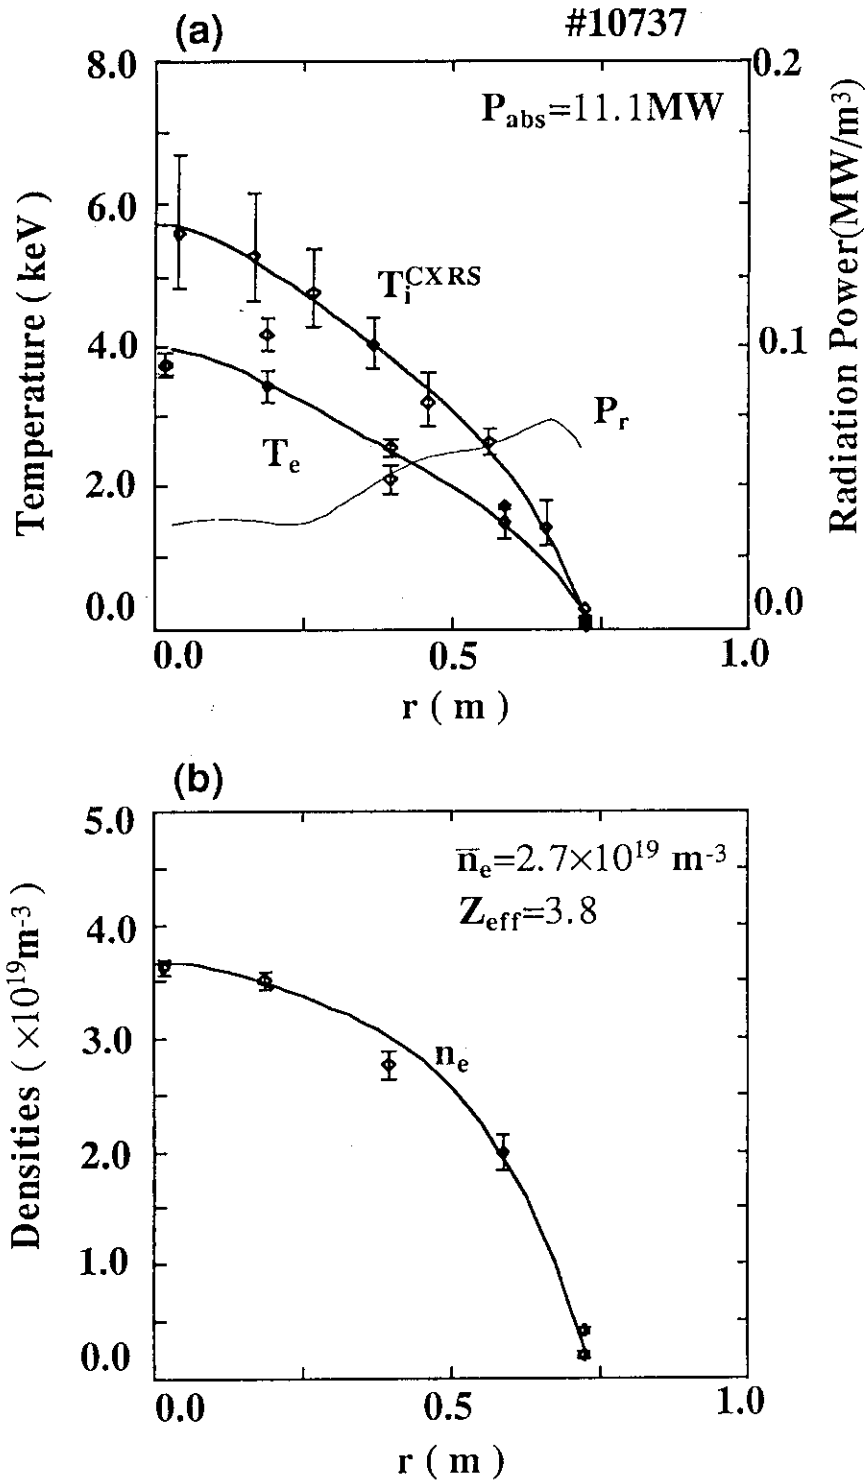 (a)
#10737
8.0
6.0
4.0
2.0
0.0
Temperature ( keV )
P_abs=11.1MW
T_i^CXRS
T_e
P_r
0.2
0.1
0.0
Radiation Power(MW/m³)
0.0 0.5 1.0
r ( m )
(b)
5.0
4.0
3.0
2.0
1.0
0.0
Densities ( ×10¹⁹m⁻³)
n̅_e=2.7×10¹⁹ m⁻³
Z_eff=3.8
n_e
0.0 0.5 1.0
r ( m )